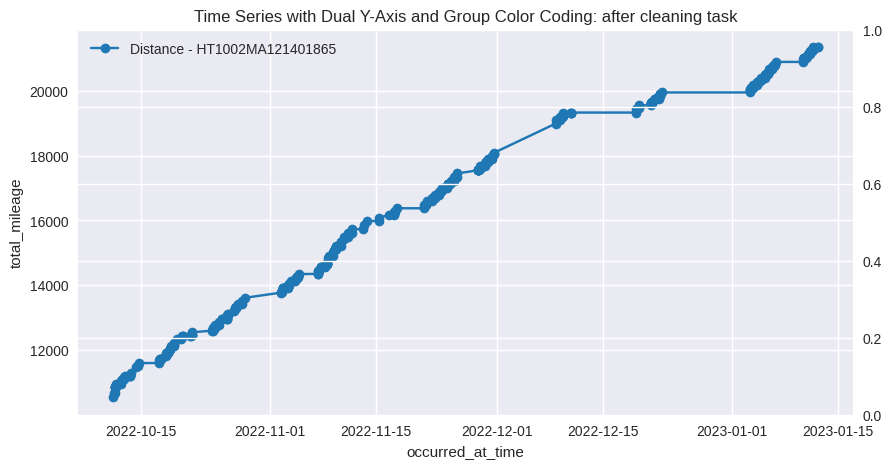 Time Series with Dual Y-Axis and Group Color Coding: after cleaning task
Distance - HT1002MA121401865
total_mileage
20000
18000
16000
14000
12000
1.0
0.8
0.6
0.4
0.2
0.0
2022-10-15 2022-11-01 2022-11-15 2022-12-01 2022-12-15 2023-01-01 2023-01-15
occurred_at_time